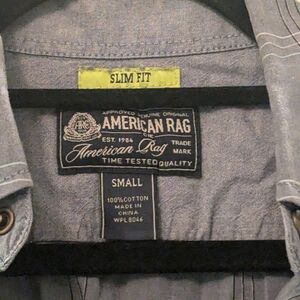 SLIM FIT
APPROVED GENUINE ORIGINAL
AMERICAN RAG
CIE
EST. 1984
TRADE
MARK
American Rag
TIME TESTED QUALITY
SMALL
100% COTTON
MADE IN
CHINA
WPL 8046